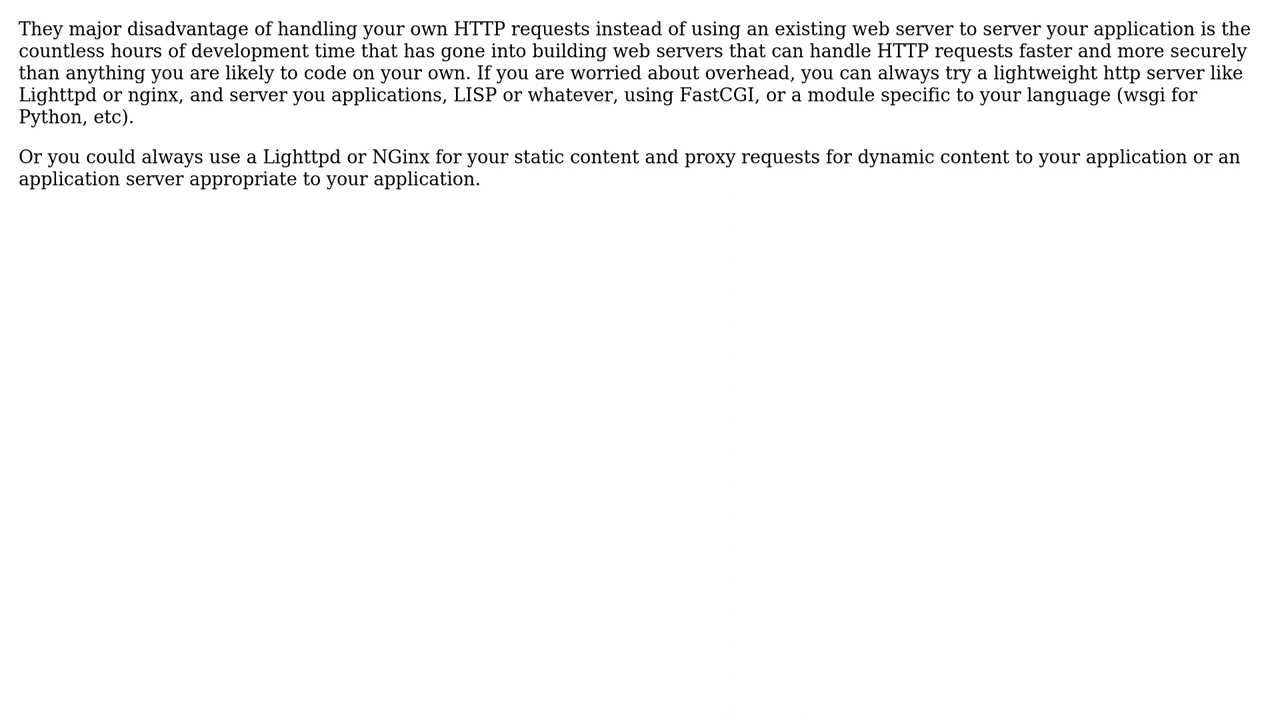 They major disadvantage of handling your own HTTP requests instead of using an existing web server to server your application is the
countless hours of development time that has gone into building web servers that can handle HTTP requests faster and more securely
than anything you are likely to code on your own. If you are worried about overhead, you can always try a lightweight http server like
Lighttpd or nginx, and server you applications, LISP or whatever, using FastCGI, or a module specific to your language (wsgi for
Python, etc).
Or you could always use a Lighttpd or NGinx for your static content and proxy requests for dynamic content to your application or an
application server appropriate to your application.